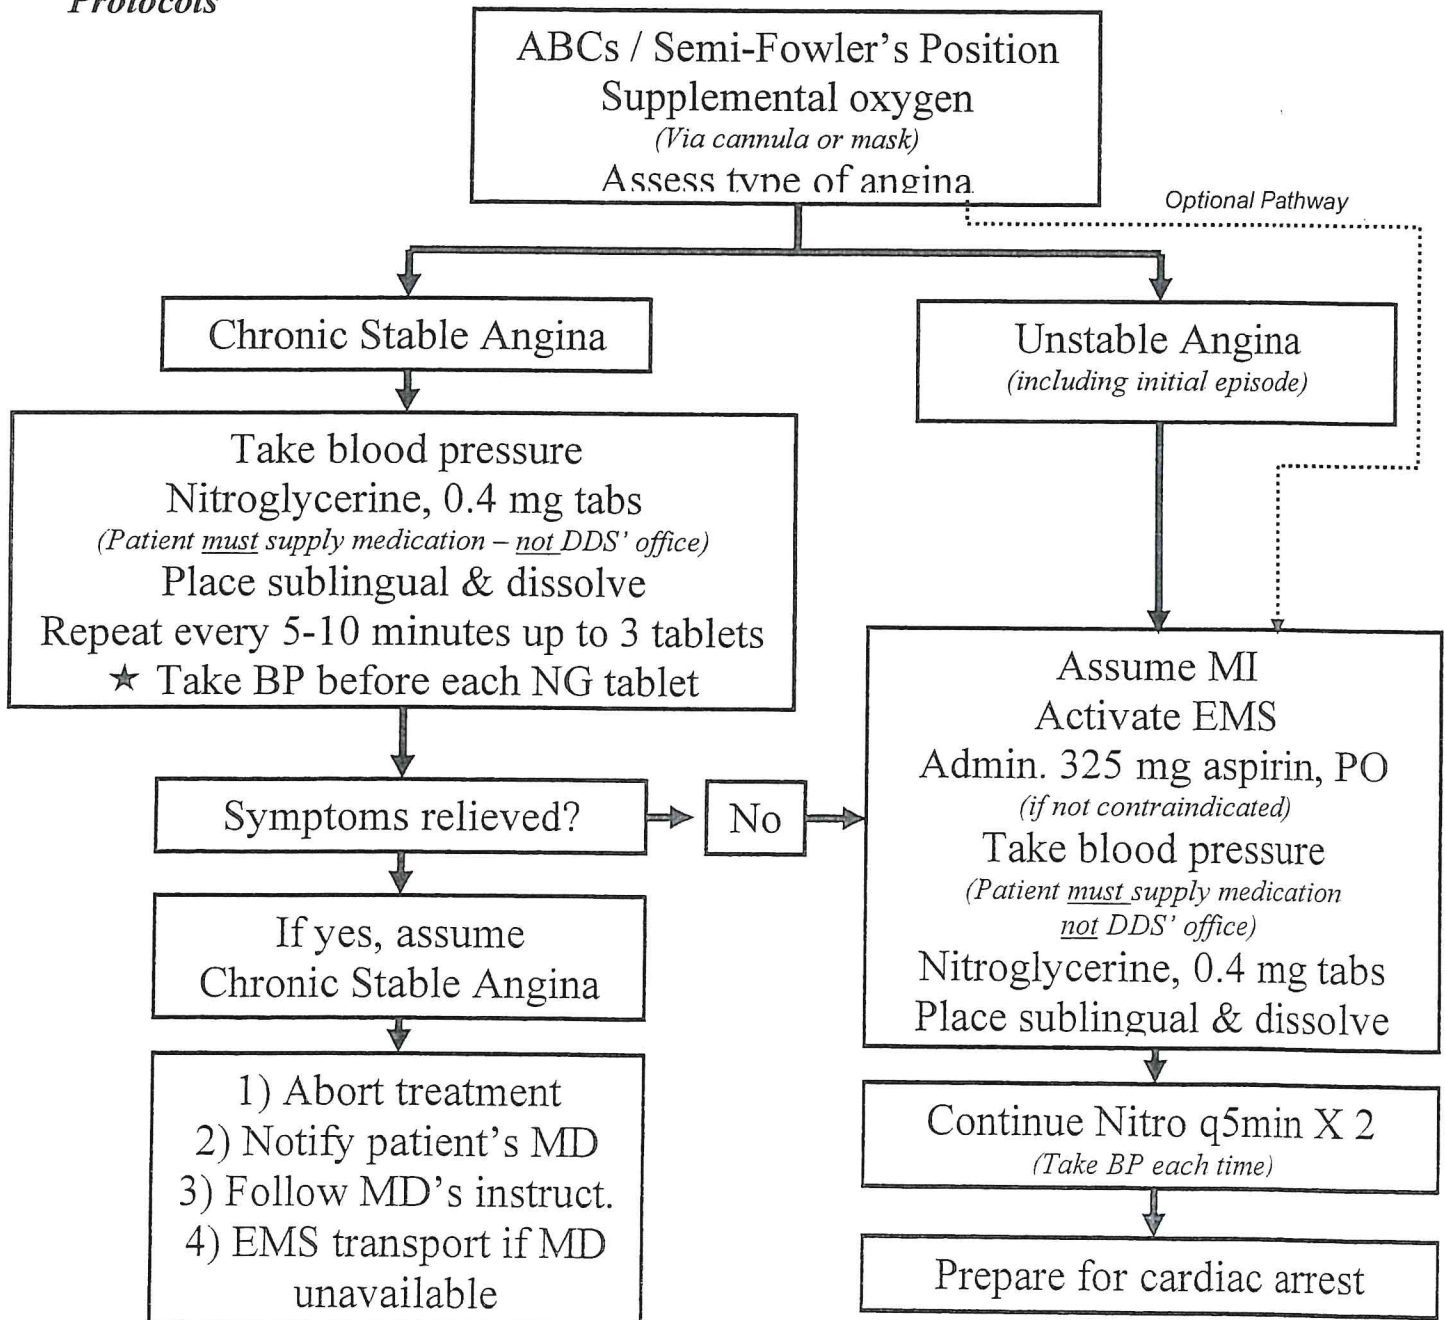 Protocols
ABCs / Semi-Fowler's Position
Supplemental oxygen
(Via cannula or mask)
Assess type of angina
Optional Pathway
Chronic Stable Angina
Unstable Angina
(including initial episode)
Take blood pressure
Nitroglycerine, 0.4 mg tabs
(Patient must supply medication – not DDS' office)
Place sublingual & dissolve
Repeat every 5-10 minutes up to 3 tablets
★ Take BP before each NG tablet
Symptoms relieved?
No
Assume MI
Activate EMS
Admin. 325 mg aspirin, PO
(if not contraindicated)
Take blood pressure
(Patient must supply medication
not DDS' office)
Nitroglycerine, 0.4 mg tabs
Place sublingual & dissolve
If yes, assume
Chronic Stable Angina
1) Abort treatment
2) Notify patient's MD
3) Follow MD's instruct.
4) EMS transport if MD
unavailable
Continue Nitro q5min X 2
(Take BP each time)
Prepare for cardiac arrest